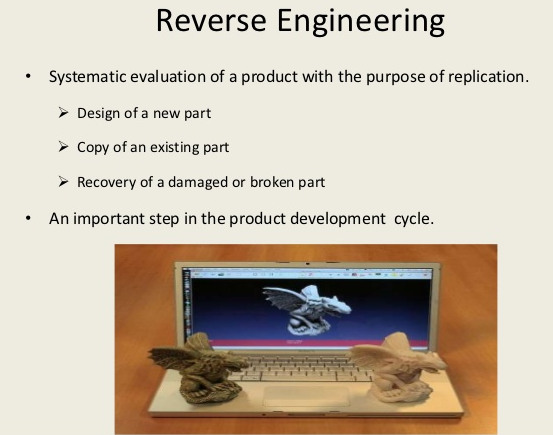 Reverse Engineering
• Systematic evaluation of a product with the purpose of replication.
➢ Design of a new part
➢ Copy of an existing part
➢ Recovery of a damaged or broken part
• An important step in the product development cycle.